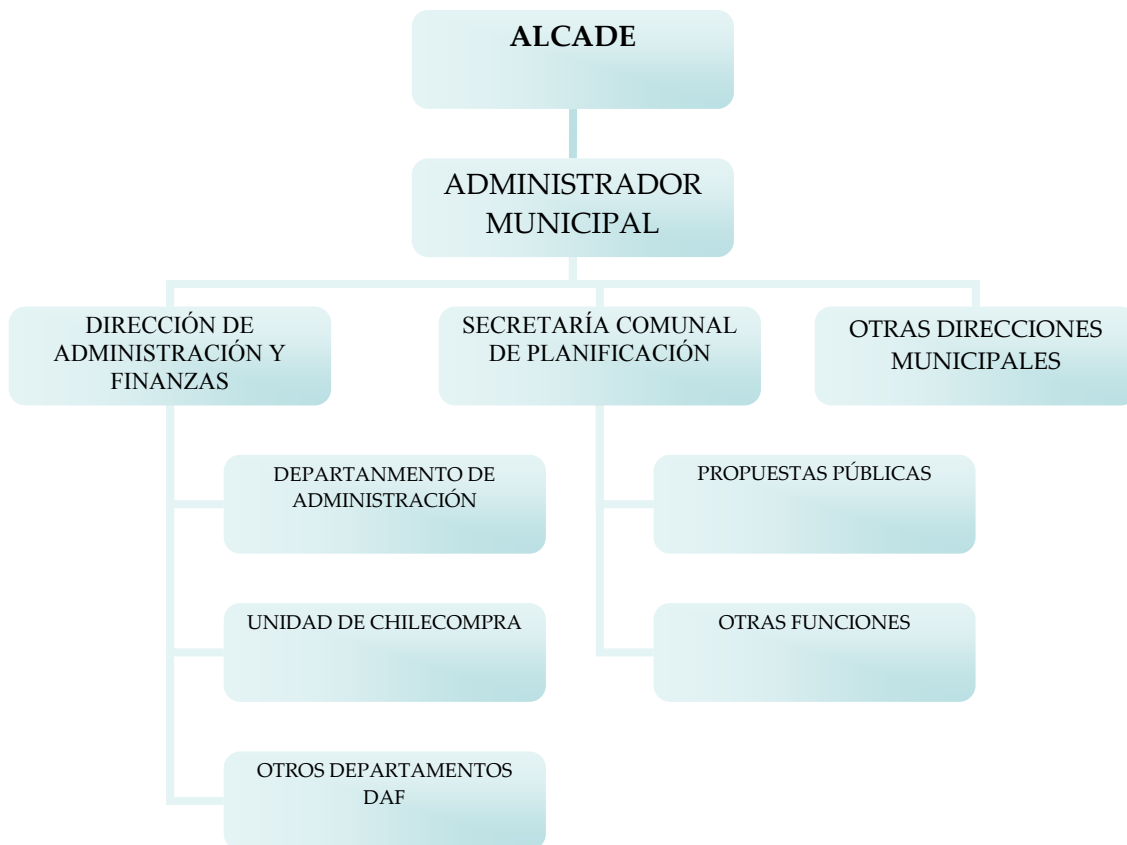 ALCADE
ADMINISTRADOR
MUNICIPAL
DIRECCIÓN DE
ADMINISTRACIÓN Y
FINANZAS
SECRETARÍA COMUNAL
DE PLANIFICACIÓN
OTRAS DIRECCIONES
MUNICIPALES
DEPARTANMENTO DE
ADMINISTRACIÓN
PROPUESTAS PÚBLICAS
UNIDAD DE CHILECOMPRA
OTRAS FUNCIONES
OTROS DEPARTAMENTOS
DAF